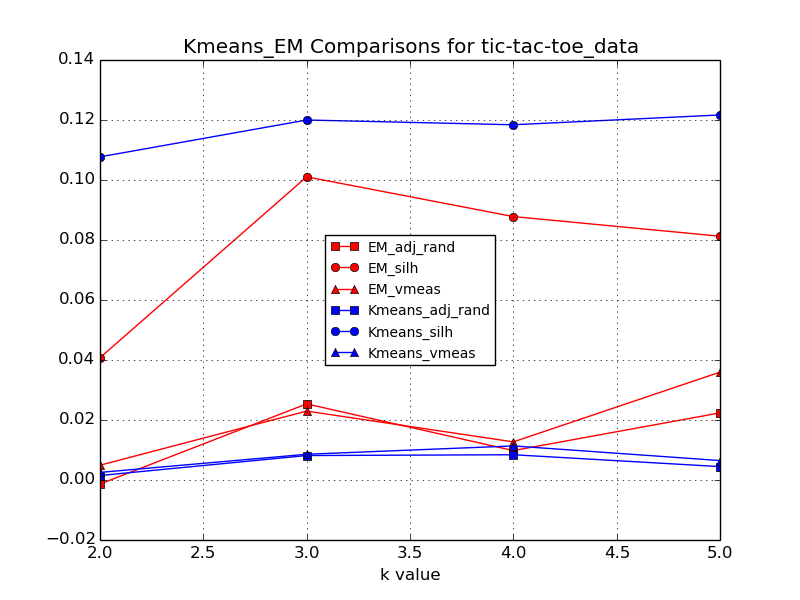 Kmeans_EM Comparisons for tic-tac-toe_data
0.14
0.12
0.10
0.08
0.06
0.04
0.02
0.00
−0.02
EM_adj_rand
EM_silh
EM_vmeas
Kmeans_adj_rand
Kmeans_silh
Kmeans_vmeas
2.0 2.5 3.0 3.5 4.0 4.5 5.0
k value